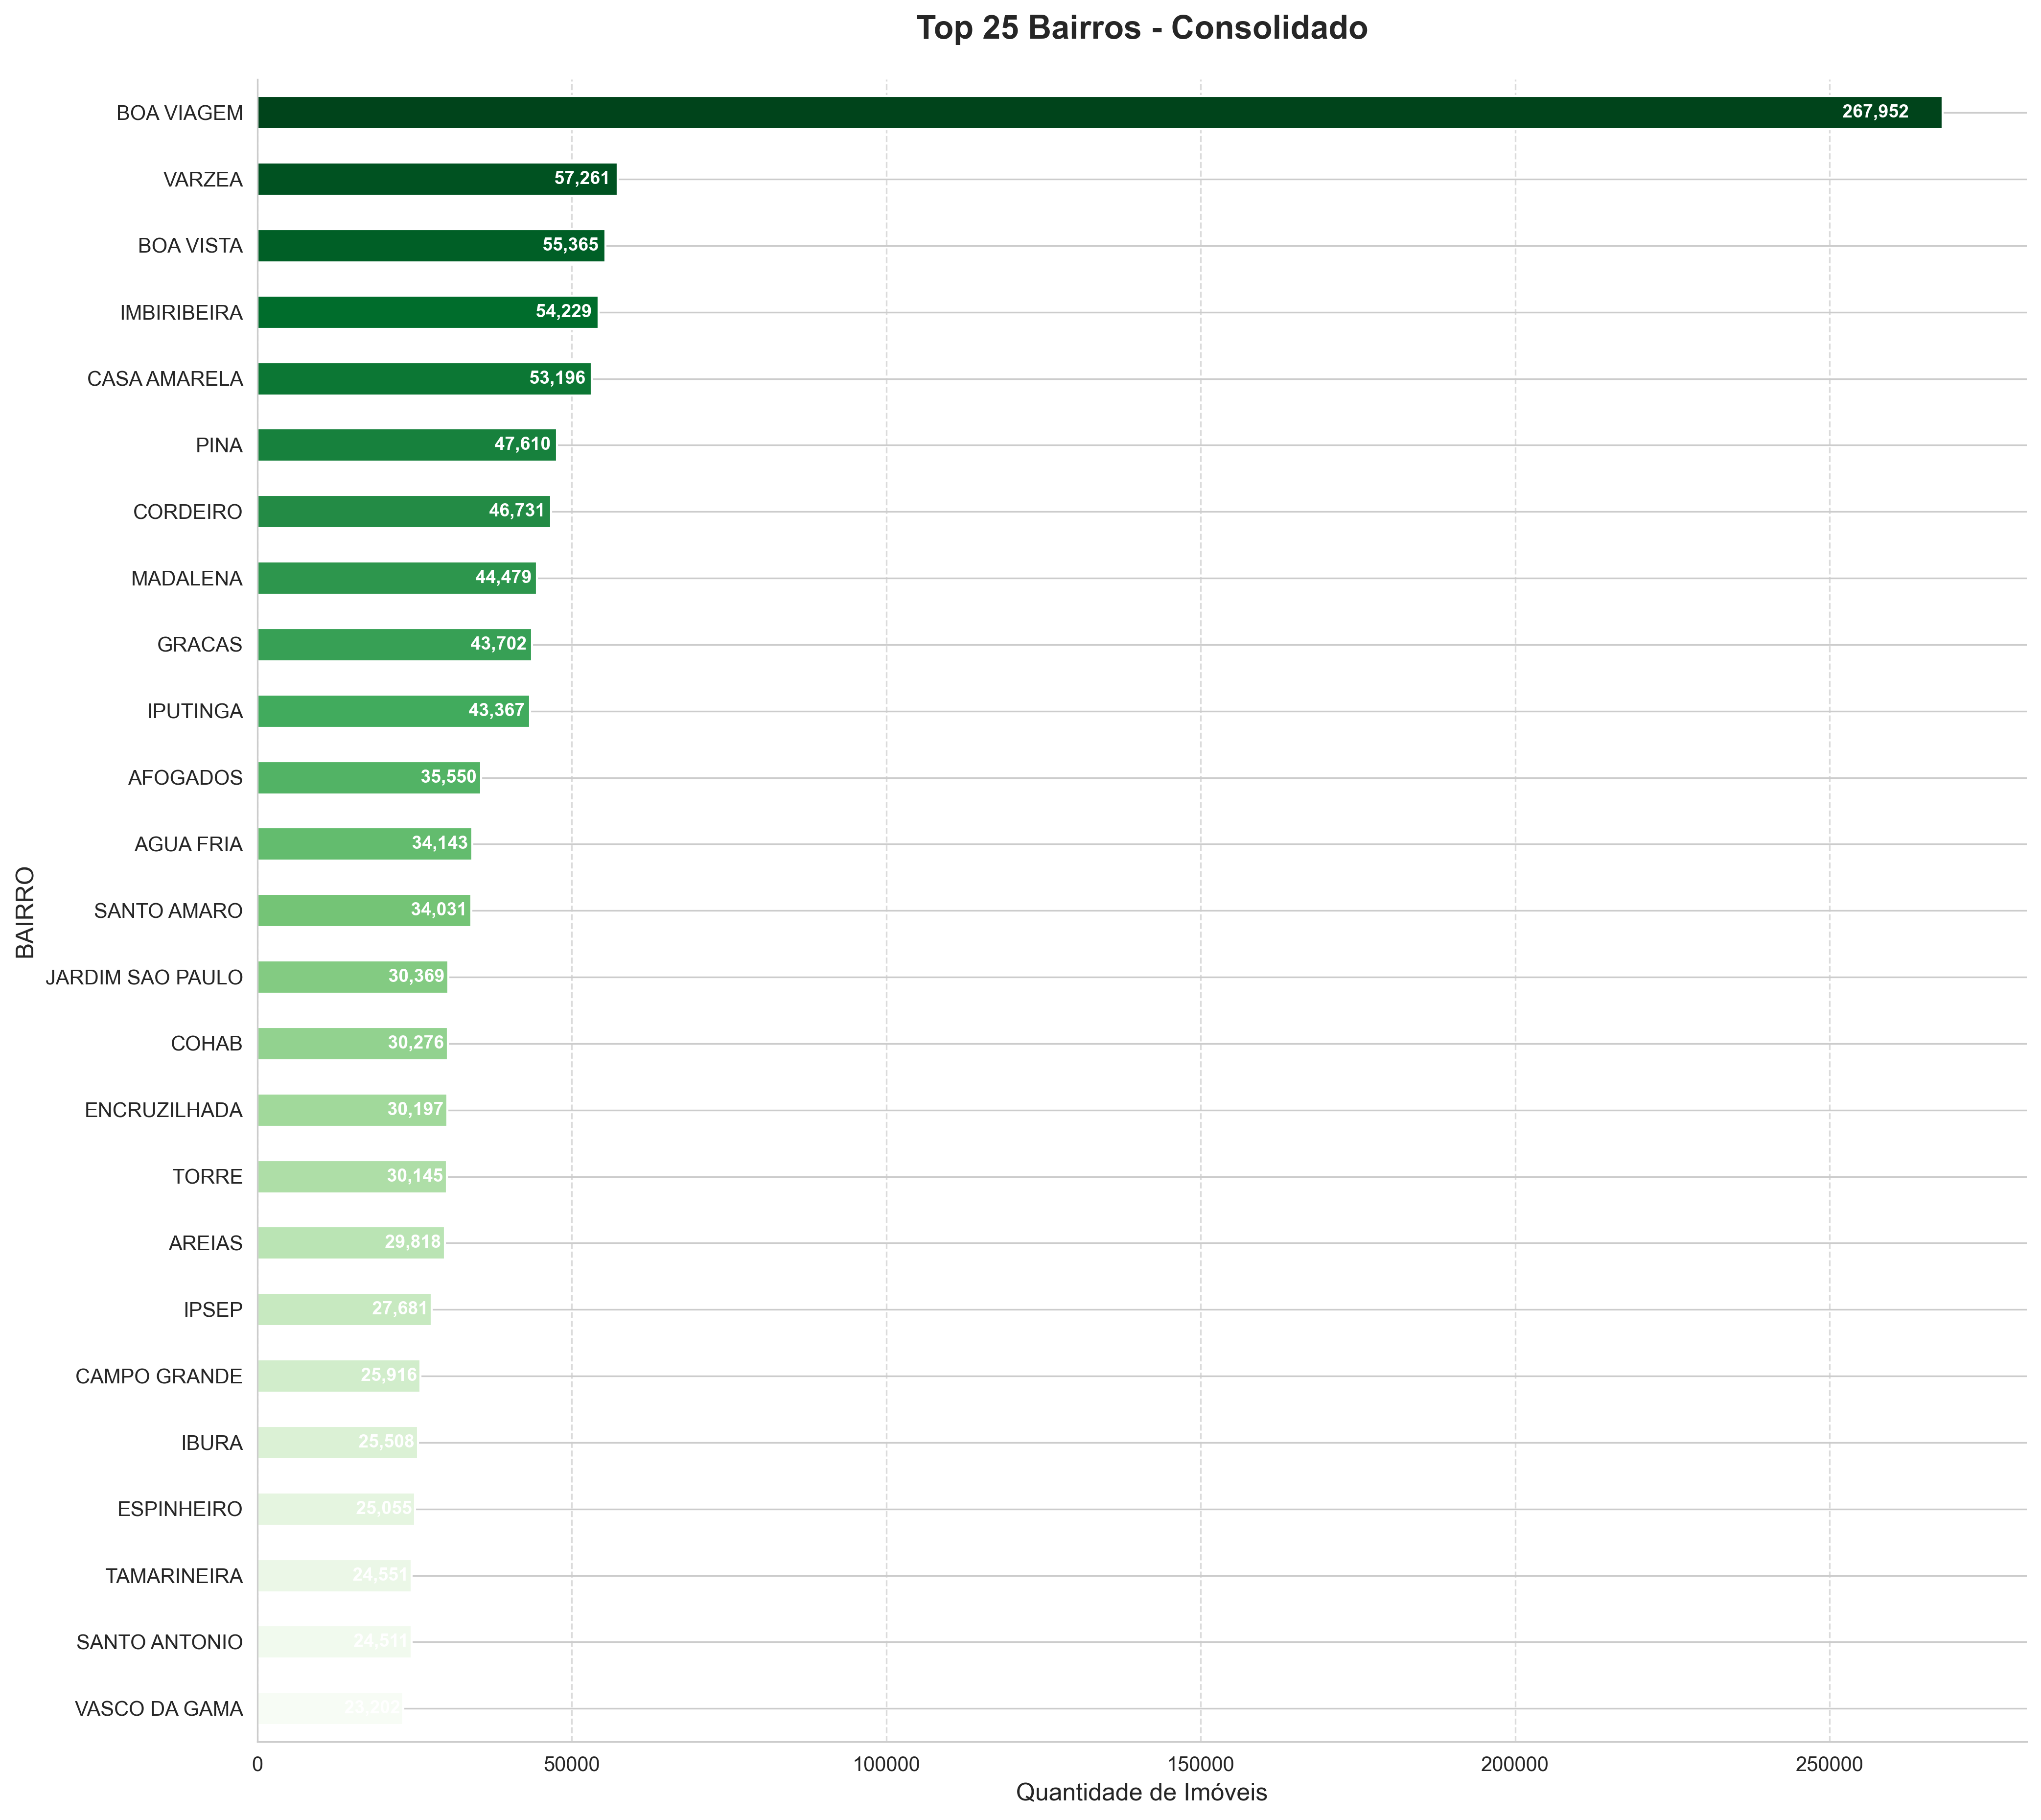 Top 25 Bairros - Consolidado
BOA VIAGEM 267,952
VARZEA 57,261
BOA VISTA 55,365
IMBIRIBEIRA 54,229
CASA AMARELA 53,196
PINA 47,610
CORDEIRO 46,731
MADALENA 44,479
GRACAS 43,702
IPUTINGA 43,367
AFOGADOS 35,550
AGUA FRIA 34,143
SANTO AMARO 34,031
JARDIM SAO PAULO 30,369
COHAB 30,276
ENCRUZILHADA 30,197
TORRE 30,145
AREIAS 29,818
IPSEP 27,681
CAMPO GRANDE 25,916
IBURA 25,508
ESPINHEIRO 25,055
TAMARINEIRA 24,551
SANTO ANTONIO 24,511
VASCO DA GAMA 23,202
BAIRRO
0 50000 100000 150000 200000 250000
Quantidade de Imóveis